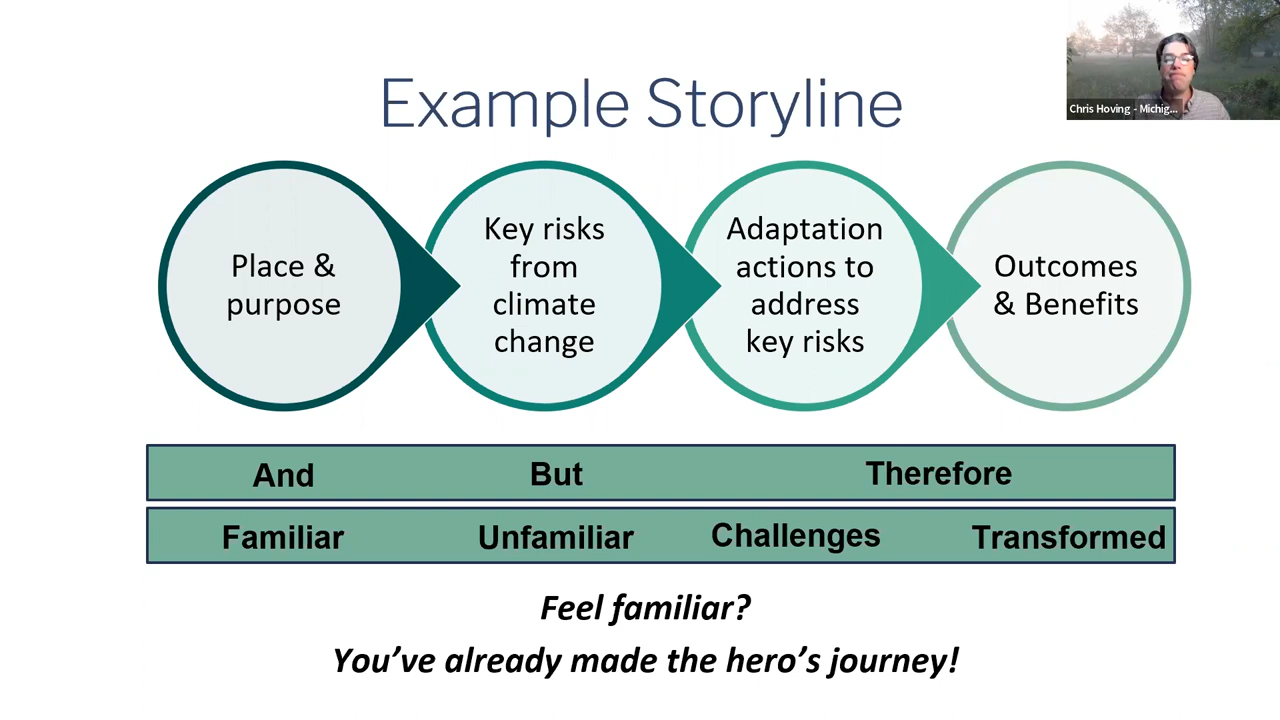 Example Storyline
Chris Hoving - Michig...
Place &
purpose
Key risks
from
climate
change
Adaptation
actions to
address
key risks
Outcomes
& Benefits
And But Therefore
Familiar Unfamiliar Challenges Transformed
Feel familiar?
You've already made the hero's journey!